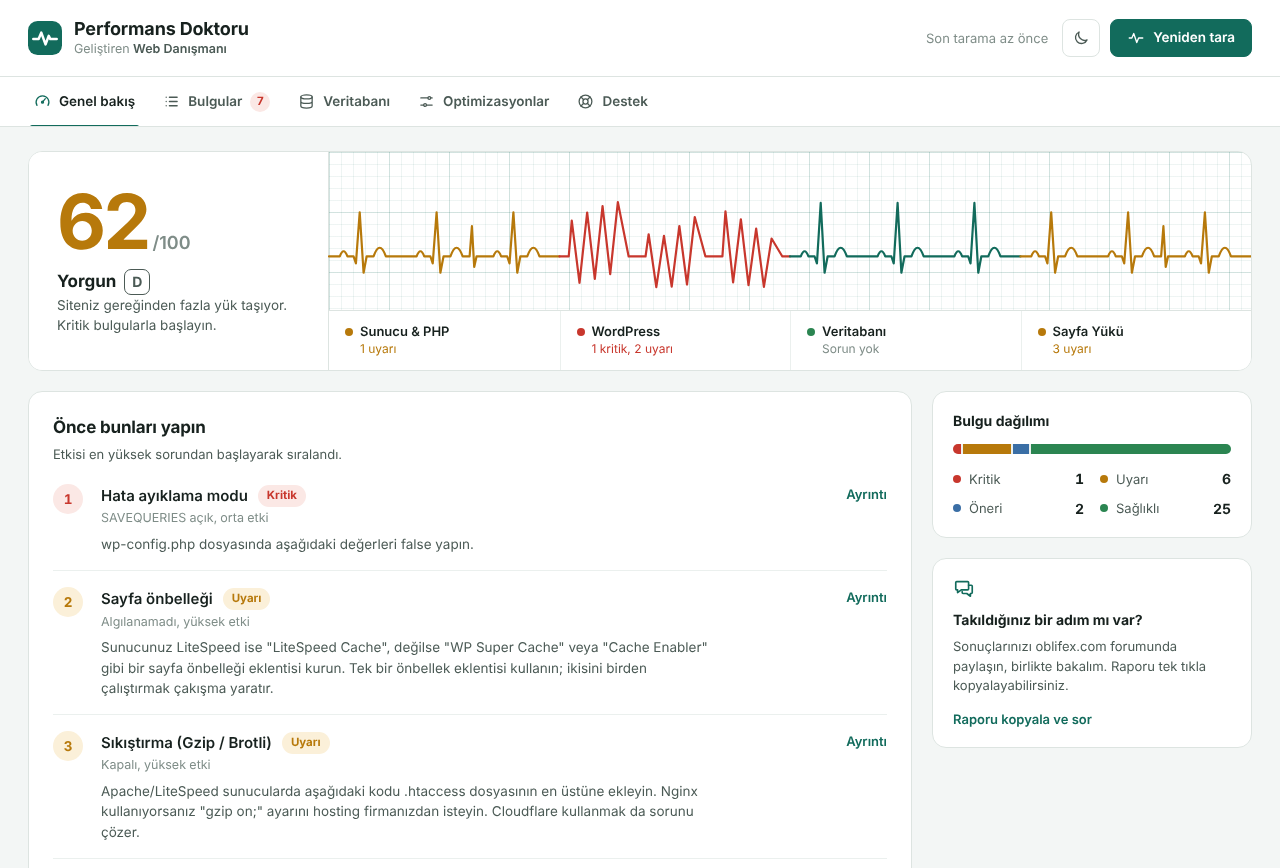 Performans Doktoru
Geliştiren Web Danışmanı
Son tarama az önce
Yeniden tara
Genel bakış
Bulgular 7
Veritabanı
Optimizasyonlar
Destek
62 /100
Yorgun D
Siteniz gereğinden fazla yük taşıyor.
Kritik bulgularla başlayın.
Sunucu & PHP
1 uyarı
WordPress
1 kritik, 2 uyarı
Veritabanı
Sorun yok
Sayfa Yükü
3 uyarı
Önce bunları yapın
Etkisi en yüksek sorundan başlayarak sıralandı.
1 Hata ayıklama modu Kritik Ayrıntı
SAVEQUERIES açık, orta etki
wp-config.php dosyasında aşağıdaki değerleri false yapın.
2 Sayfa önbelleği Uyarı Ayrıntı
Algılanamadı, yüksek etki
Sunucunuz LiteSpeed ise "LiteSpeed Cache", değilse "WP Super Cache" veya "Cache Enabler"
gibi bir sayfa önbelleği eklentisi kurun. Tek bir önbellek eklentisi kullanın; ikisini birden
çalıştırmak çakışma yaratır.
3 Sıkıştırma (Gzip / Brotli) Uyarı Ayrıntı
Kapalı, yüksek etki
Apache/LiteSpeed sunucularda aşağıdaki kodu .htaccess dosyasının en üstüne ekleyin. Nginx
kullanıyorsanız "gzip on;" ayarını hosting firmanızdan isteyin. Cloudflare kullanmak da sorunu
çözer.
Bulgu dağılımı
Kritik 1 Uyarı 6
Öneri 2 Sağlıklı 25
Takıldığınız bir adım mı var?
Sonuçlarınızı oblifex.com forumunda
paylaşın, birlikte bakalım. Raporu tek tıkla
kopyalayabilirsiniz.
Raporu kopyala ve sor